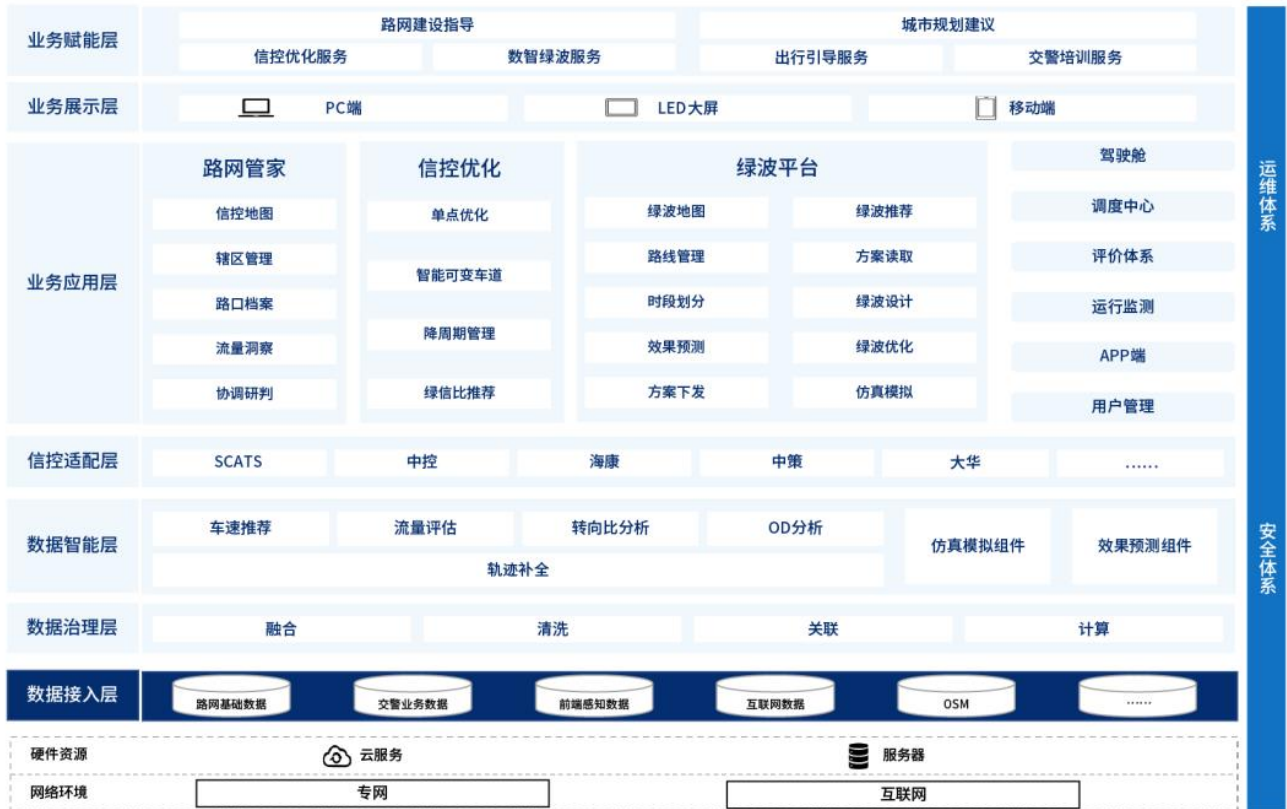 业务赋能层
路网建设指导 城市规划建议
信控优化服务 数智绿波服务 出行引导服务 交警培训服务
业务展示层
PC端 LED大屏 移动端
业务应用层
路网管家
信控地图
辖区管理
路口档案
流量洞察
协调研判
信控优化
单点优化
智能可变车道
降周期管理
绿信比推荐
绿波平台
绿波地图 绿波推荐
路线管理 方案读取
时段划分 绿波设计
效果预测 绿波优化
方案下发 仿真模拟
驾驶舱
调度中心
评价体系
运行监测
APP端
用户管理
信控适配层
SCATS 中控 海康 中策 大华 ……
数据智能层
车速推荐 流量评估 转向比分析 OD分析
轨迹补全
仿真模拟组件 效果预测组件
数据治理层
融合 清洗 关联 计算
数据接入层
路网基础数据 交警业务数据 前端感知数据 互联网数据 OSM ……
硬件资源 云服务 服务器
网络环境 专网 互联网
运维体系
安全体系